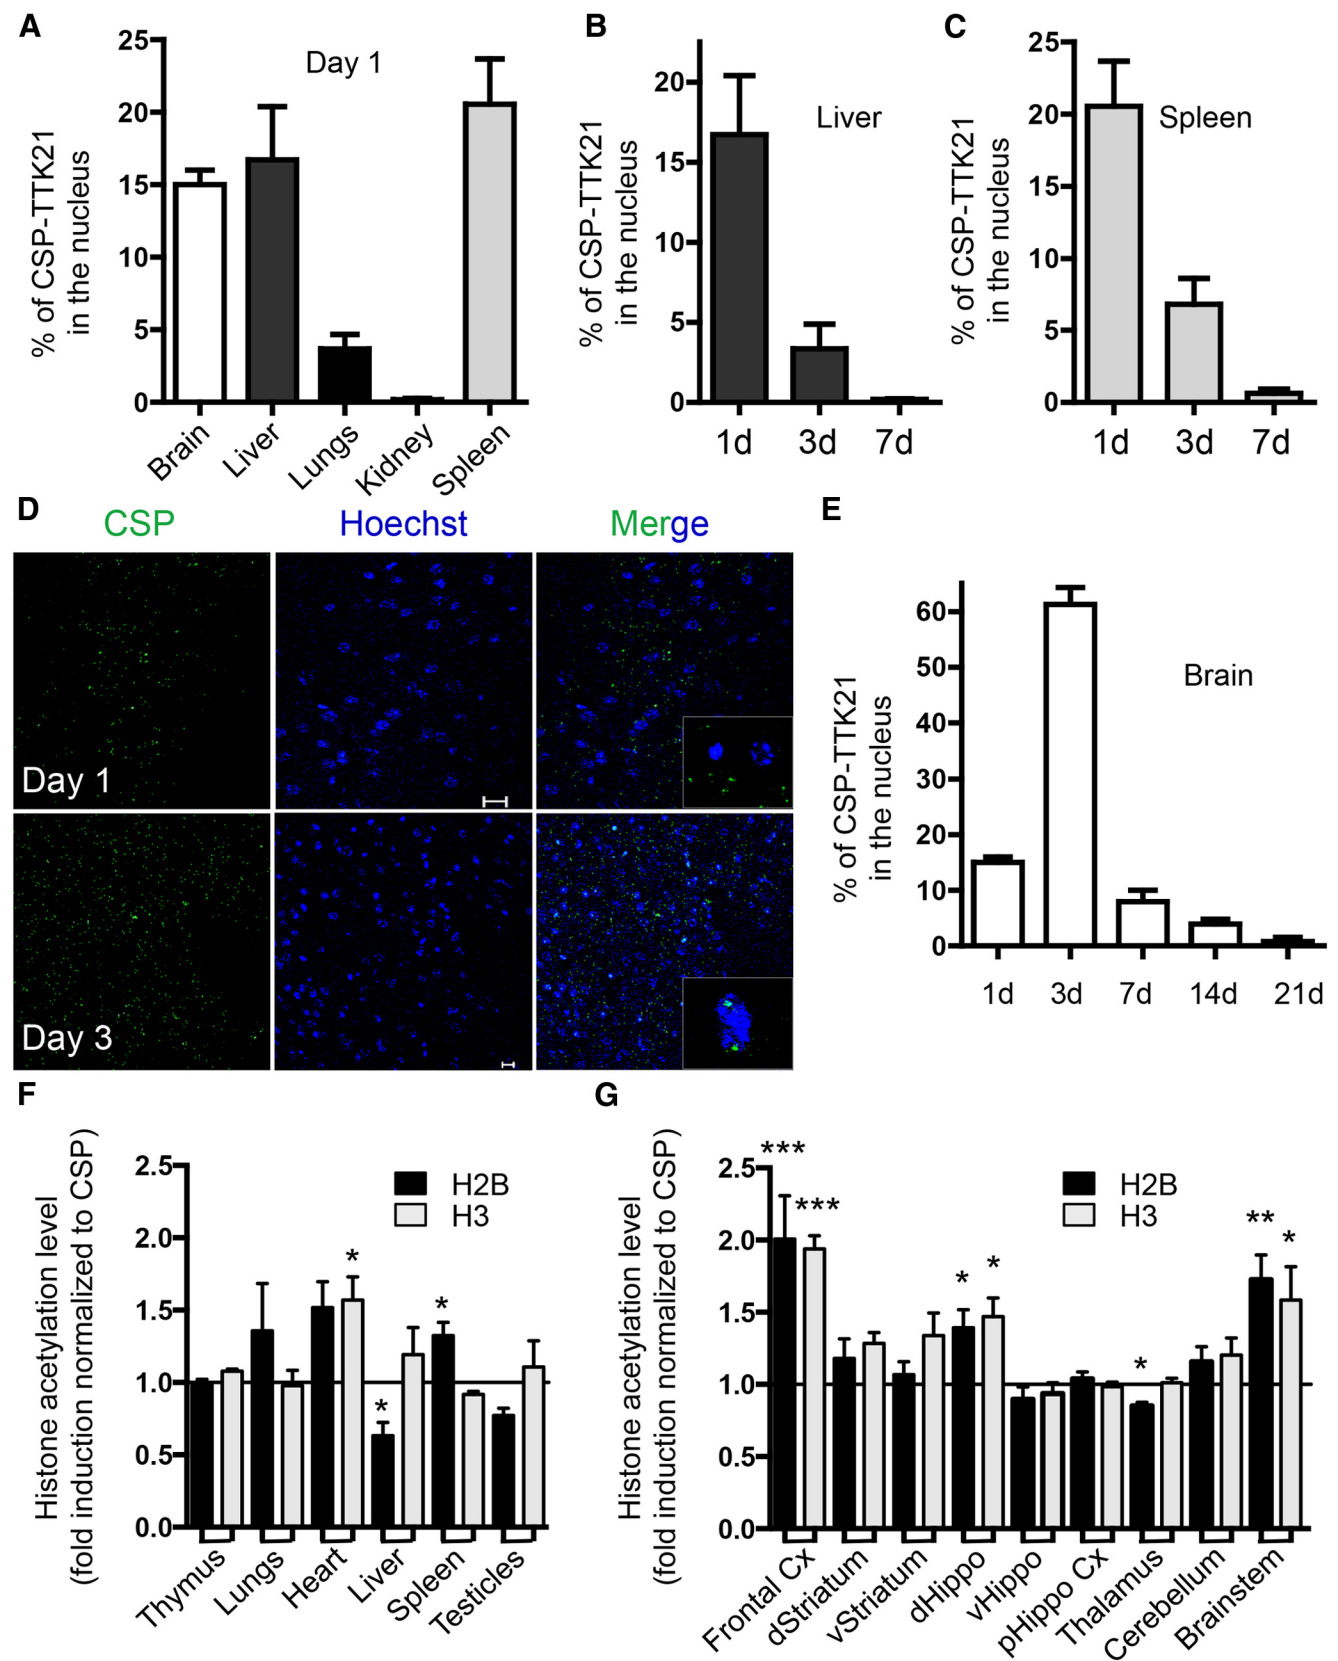 A
% of CSP-TTK21
in the nucleus
25
20
15
10
5
0
Day 1
Brain
Liver
Lungs
Kidney
Spleen
B
% of CSP-TTK21
in the nucleus
20
15
10
5
0
Liver
1d
3d
7d
C
% of CSP-TTK21
in the nucleus
25
20
15
10
5
0
Spleen
1d
3d
7d
D
CSP
Hoechst
Merge
Day 1
Day 3
E
% of CSP-TTK21
in the nucleus
60
50
40
30
20
10
0
Brain
1d
3d
7d
14d
21d
F
Histone acetylation level
(fold induction normalized to CSP)
2.5
2.0
1.5
1.0
0.5
0.0
H2B
H3
*
*
*
Thymus
Lungs
Heart
Liver
Spleen
Testicles
G
Histone acetylation level
(fold induction normalized to CSP)
2.5
2.0
1.5
1.0
0.5
0.0
H2B
H3
***
***
*
*
*
**
*
Frontal Cx
dStriatum
vStriatum
dHippo
vHippo
pHippo Cx
Thalamus
Cerebellum
Brainstem